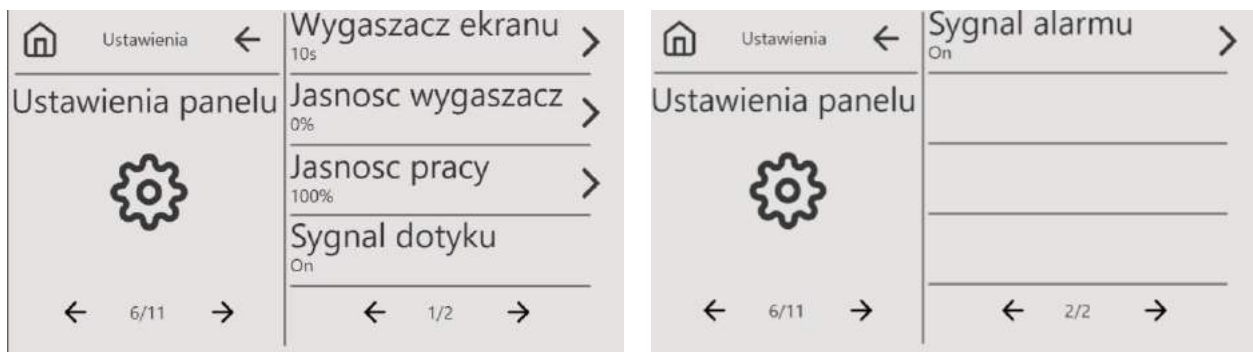 Ustawienia
Ustawienia panelu
6/11
Wygaszacz ekranu
10s
Jasnosc wygaszacz
0%
Jasnosc pracy
100%
Sygnal dotyku
On
1/2
Ustawienia
Ustawienia panelu
6/11
Sygnal alarmu
On
2/2